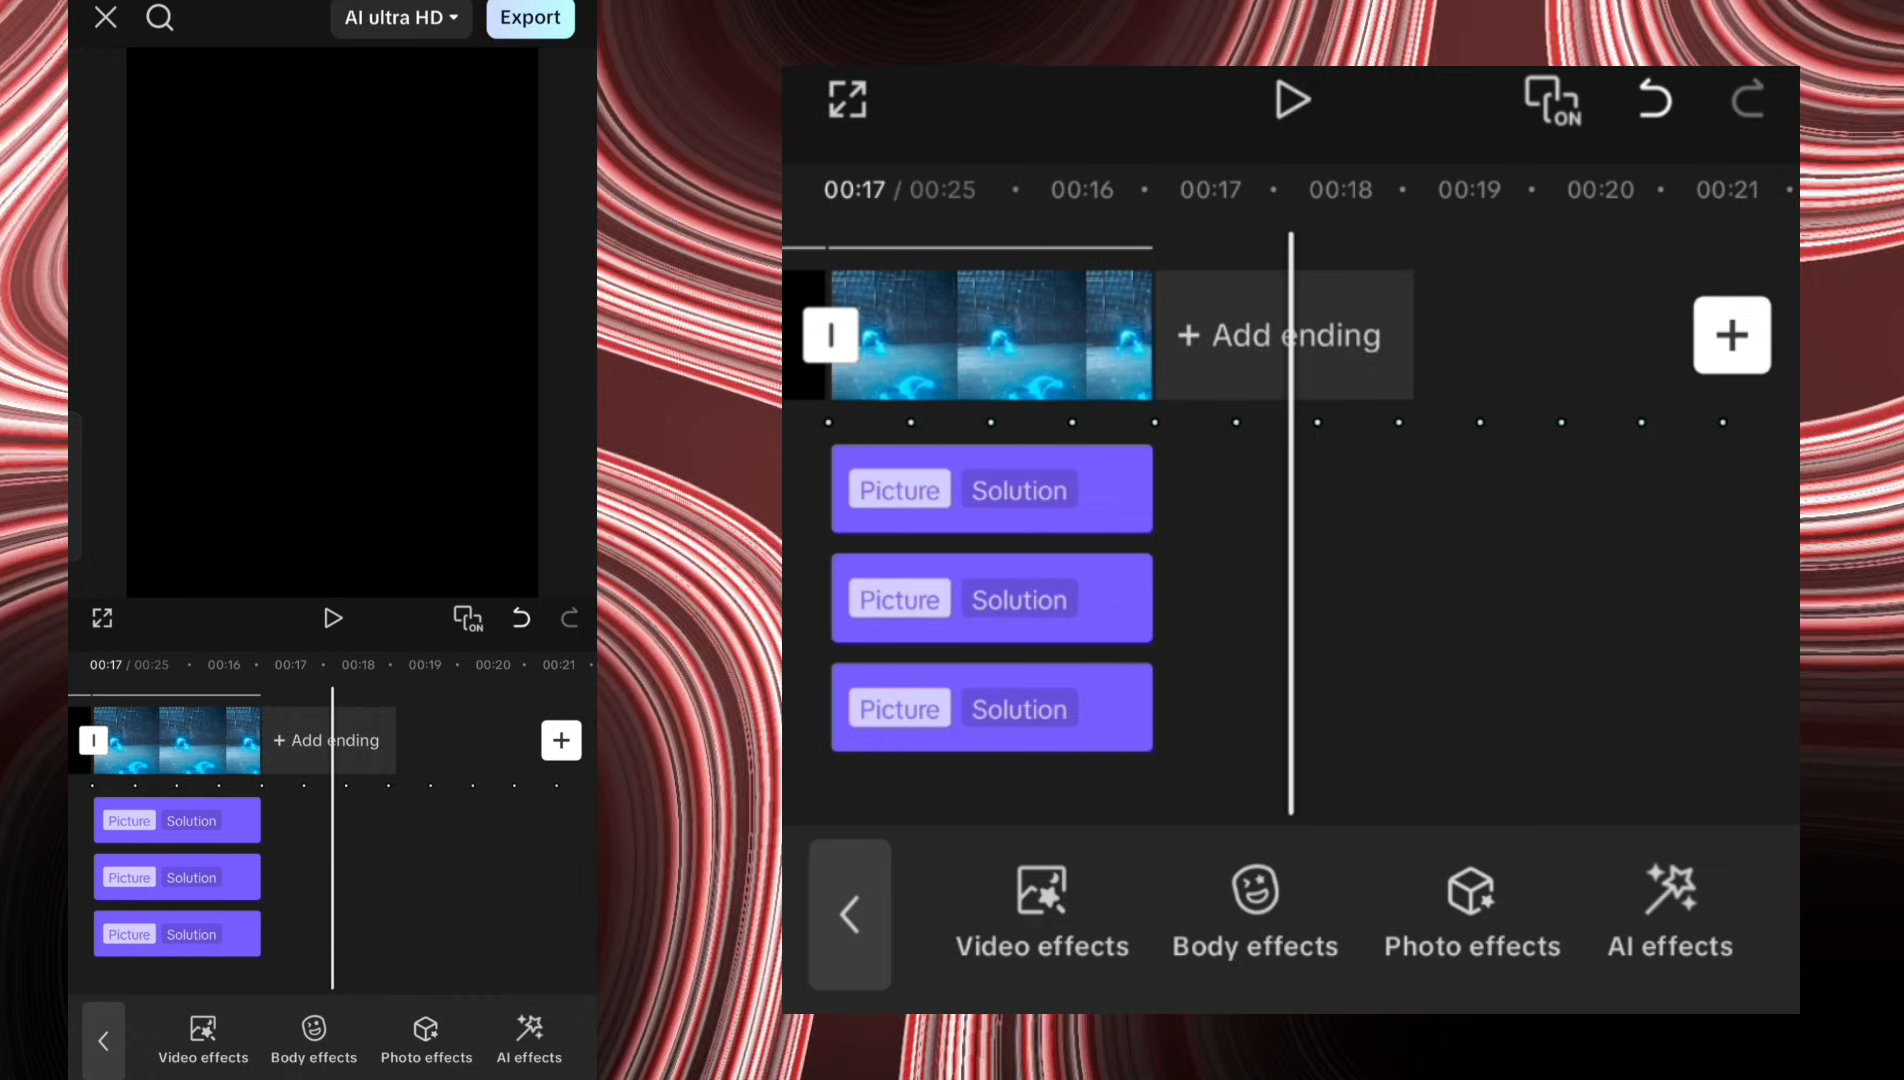 AI ultra HD
Export
ON
00:17 / 00:25 00:16 00:17 00:18 00:19 00:20 00:21
+ Add ending
Picture Solution
Picture Solution
Picture Solution
Video effects Body effects Photo effects AI effects
ON
00:17 / 00:25 00:16 00:17 00:18 00:19 00:20 00:21
+ Add ending
Picture Solution
Picture Solution
Picture Solution
Video effects Body effects Photo effects AI effects